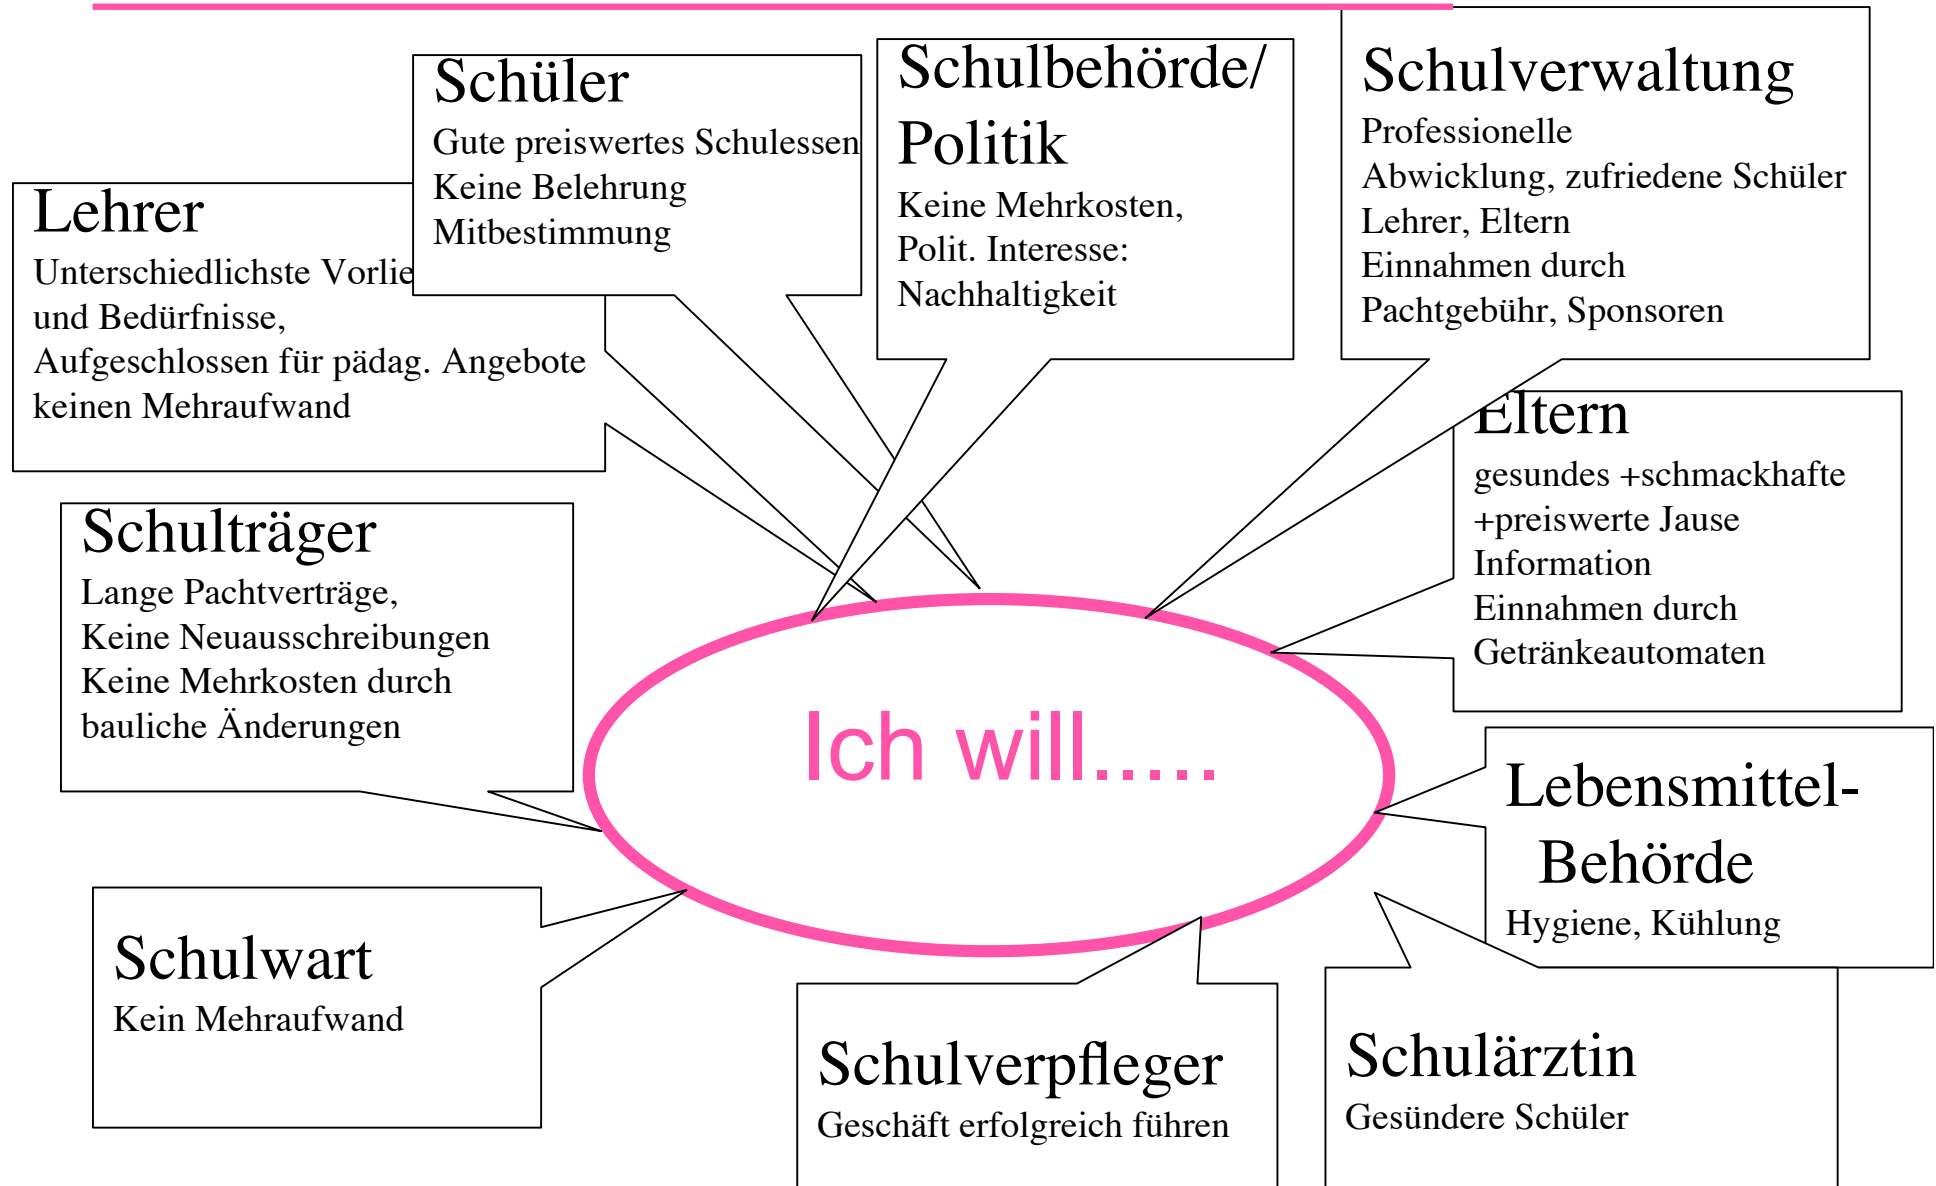 Schüler
Gute preiswertes Schulessen
Keine Belehrung
Mitbestimmung
Schulbehörde/
Politik
Keine Mehrkosten,
Polit. Interesse:
Nachhaltigkeit
Schulverwaltung
Professionelle
Abwicklung, zufriedene Schüler
Lehrer, Eltern
Einnahmen durch
Pachtgebühr, Sponsoren
Lehrer
Unterschiedlichste Vorlie
und Bedürfnisse,
Aufgeschlossen für pädag. Angebote
keinen Mehraufwand
Eltern
gesundes +schmackhafte
+preiswerte Jause
Information
Einnahmen durch
Getränkeautomaten
Schulträger
Lange Pachtverträge,
Keine Neuausschreibungen
Keine Mehrkosten durch
bauliche Änderungen
Ich will.....
Lebensmittel-
Behörde
Hygiene, Kühlung
Schulwart
Kein Mehraufwand
Schulverpfleger
Geschäft erfolgreich führen
Schulärztin
Gesündere Schüler